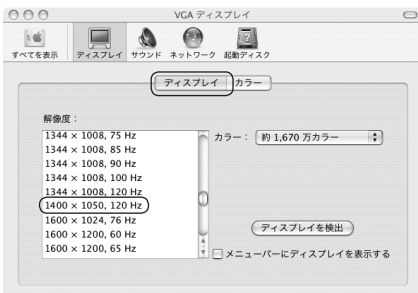 VGA ディスプレイ
すべてを表示 ディスプレイ サウンド ネットワーク 起動ディスク
ディスプレイ カラー
解像度：
1344 × 1008, 75 Hz
1344 × 1008, 85 Hz
1344 × 1008, 90 Hz
1344 × 1008, 100 Hz
1344 × 1008, 120 Hz
1400 × 1050, 120 Hz
1600 × 1024, 76 Hz
1600 × 1200, 60 Hz
1600 × 1200, 65 Hz
カラー： 約 1,670 万カラー
ディスプレイを検出
メニューバーにディスプレイを表示する